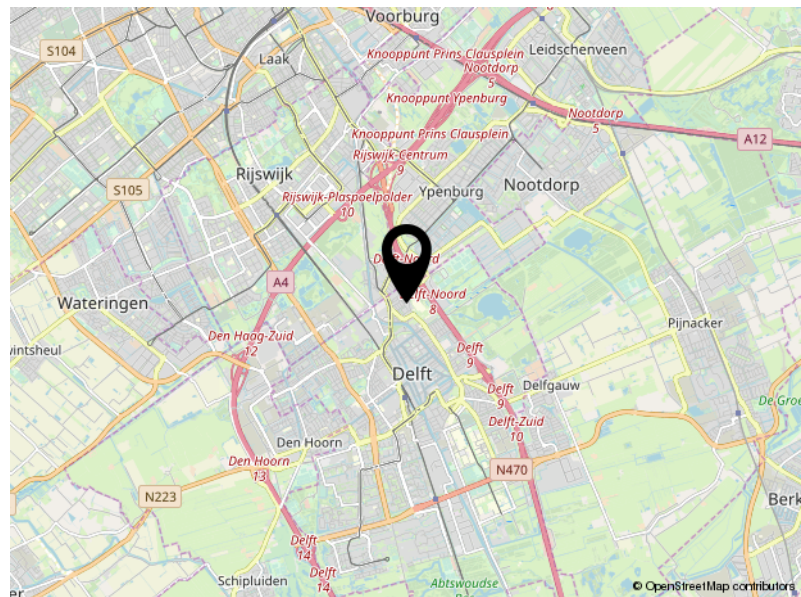 Voorburg
S104
Laak
Knooppunt Prins Clausplein
Nootdorp
5
Leidschenveen
Knooppunt Ypenburg
Nootdorp
5
Knooppunt Prins Clausplein
A12
Rijswijk-Centrum
9
S105
Rijswijk
Rijswijk-Plaspoelpolder
10
Ypenburg
Nootdorp
A4
Delft-Noord
Delft-Noord
8
Wateringen
Pijnacker
Den Haag-Zuid
12
wintsheul
Delft
9
Delft
Delft
9
Delfgauw
De Groe
Delft-Zuid
10
Den Hoorn
Den Hoorn
13
N470
N223
Berk
Delft
14
Delft
14
Schipluiden
Abtswoudse
er
© OpenStreetMap contributors